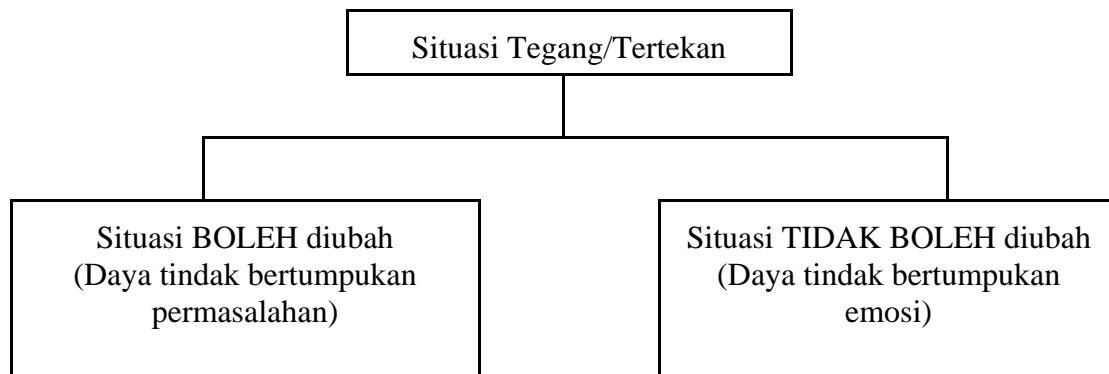 Situasi Tegang/Tertekan
Situasi BOLEH diubah
(Daya tindak bertumpukan
permasalahan)
Situasi TIDAK BOLEH diubah
(Daya tindak bertumpukan
emosi)